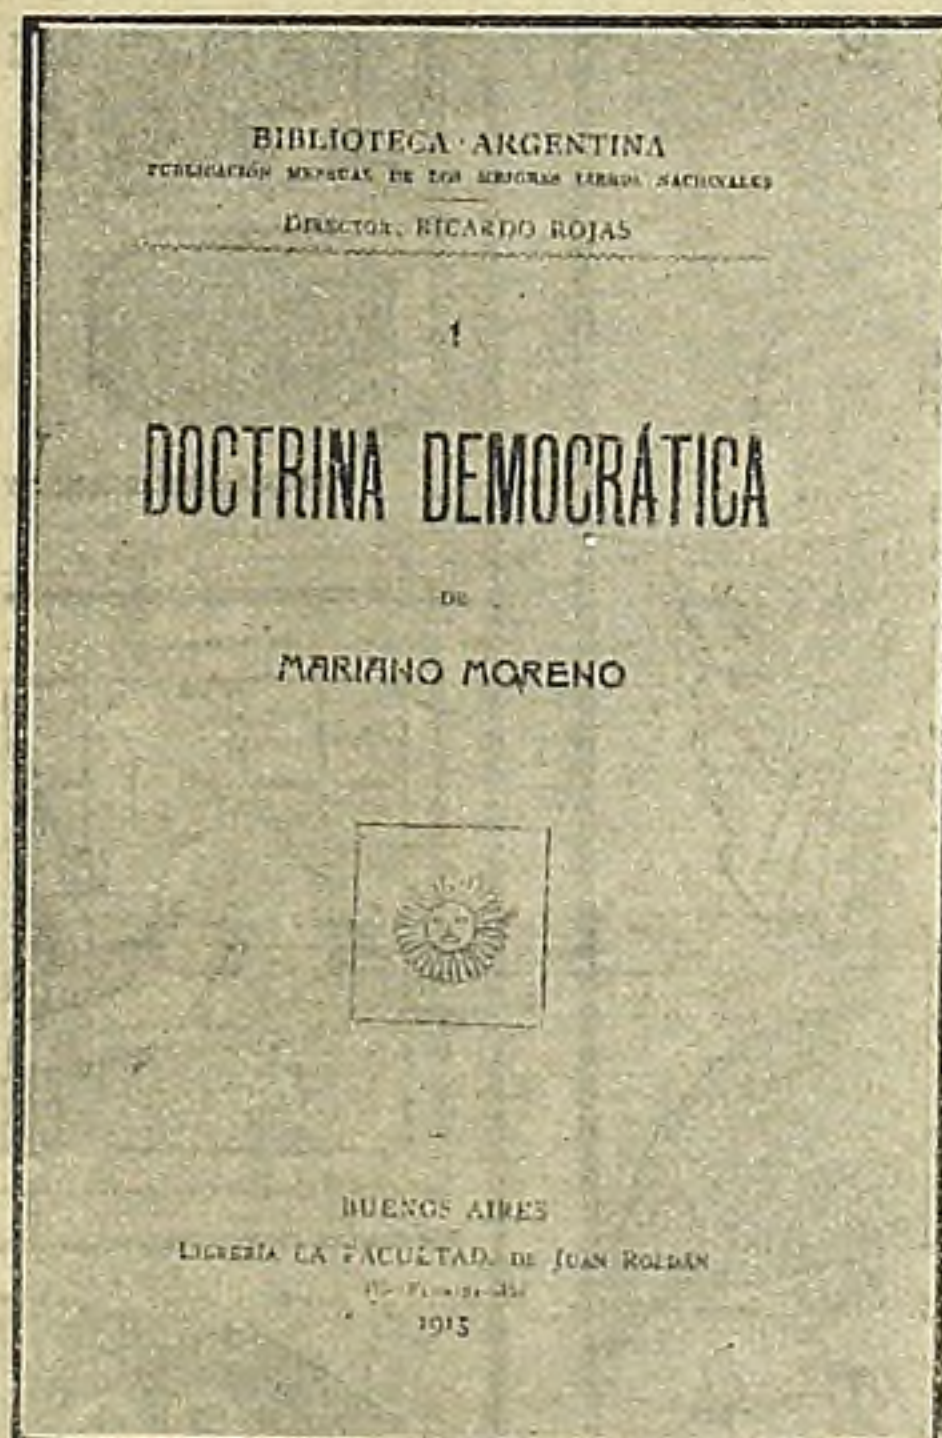 BIBLIOTECA ARGENTINA
PUBLICACIÓN MENSUAL DE LOS MEJORES LIBROS NACIONALES
DIRECTOR: RICARDO ROJAS
1
DOCTRINA DEMOCRÁTICA
DE
MARIANO MORENO
BUENOS AIRES
LIBRERÍA LA FACULTAD, DE JUAN ROLDÁN
1915